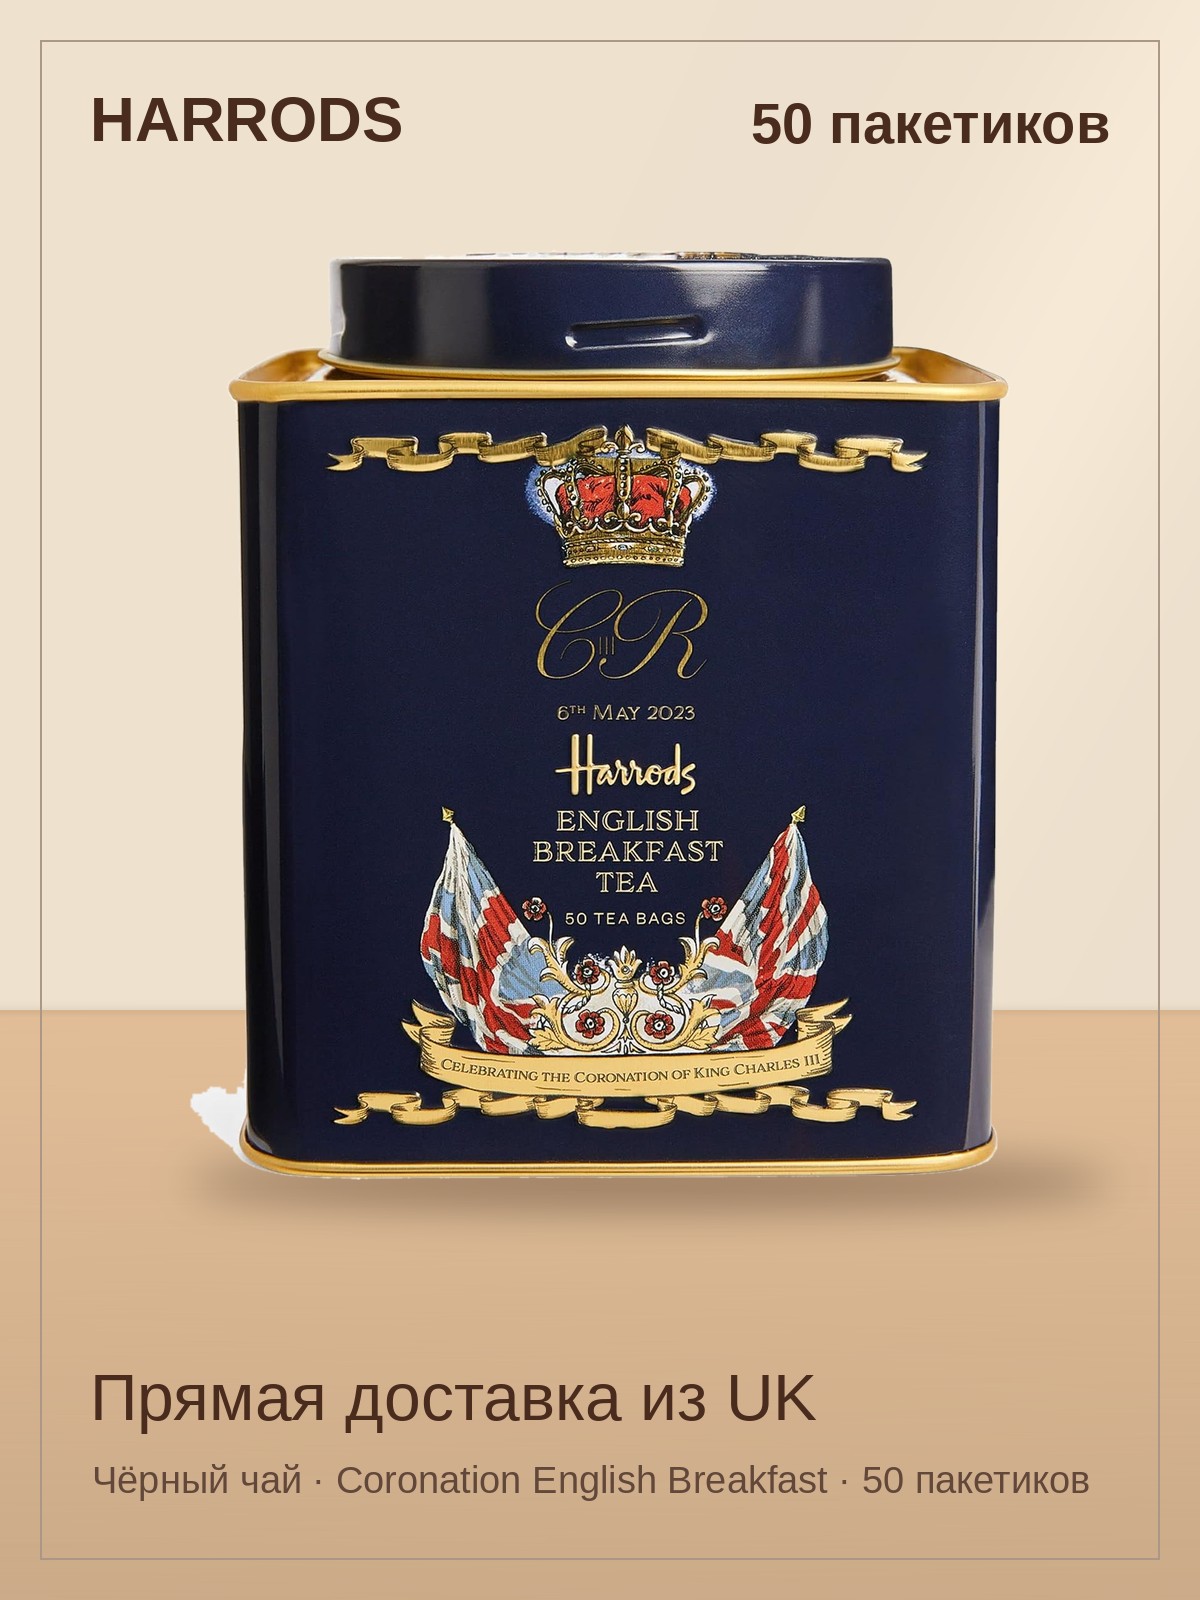 HARRODS
50 пакетиков
CIIIR
6TH MAY 2023
Harrods
ENGLISH
BREAKFAST
TEA
50 TEA BAGS
CELEBRATING THE CORONATION OF KING CHARLES III
Прямая доставка из UK
Чёрный чай · Coronation English Breakfast · 50 пакетиков